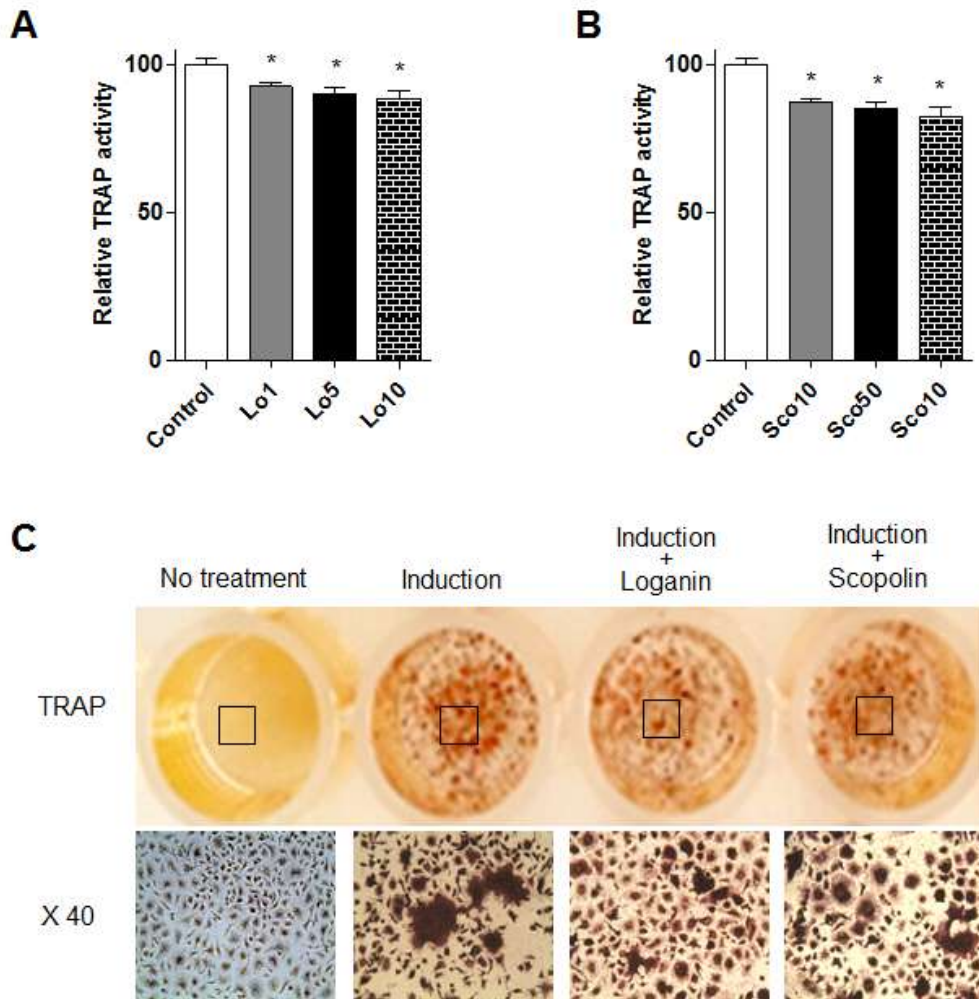 A
Relative TRAP activity
100
50
0
*
*
*
Control
Lo1
Lo5
Lo10
B
Relative TRAP activity
100
50
0
*
*
*
Control
Sco10
Sco50
Sco10
C
No treatment
Induction
Induction
+
Loganin
Induction
+
Scopolin
TRAP
X 40